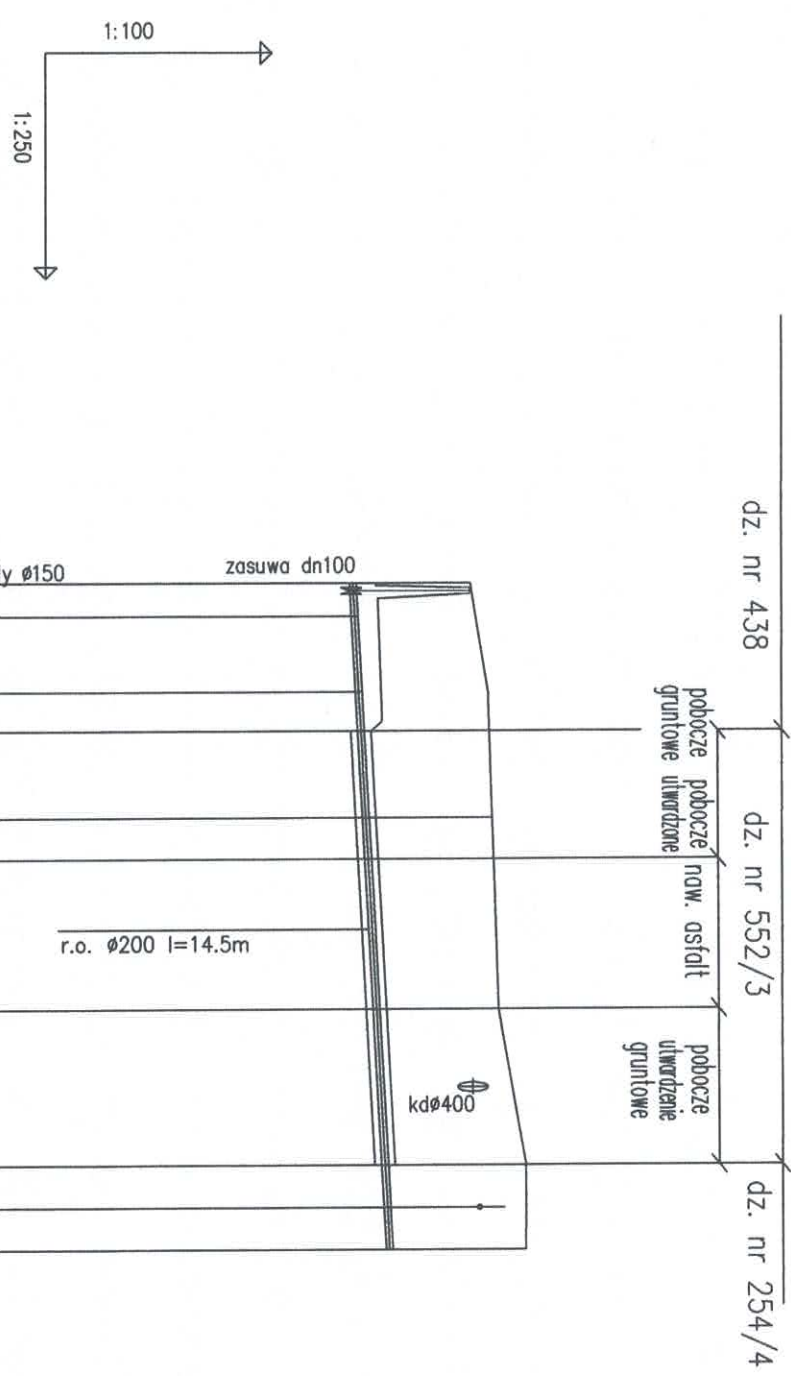 1:100
1:250
dz. nr 438
dz. nr 552/3
dz. nr 254/4
pobocze
gruntowe
pobocze
utwardzone
naw. asfalt
pobocze
utwardzenie
gruntowe
ø150
zasuwa dn100
r.o. ø200 l=14.5m
kdø400